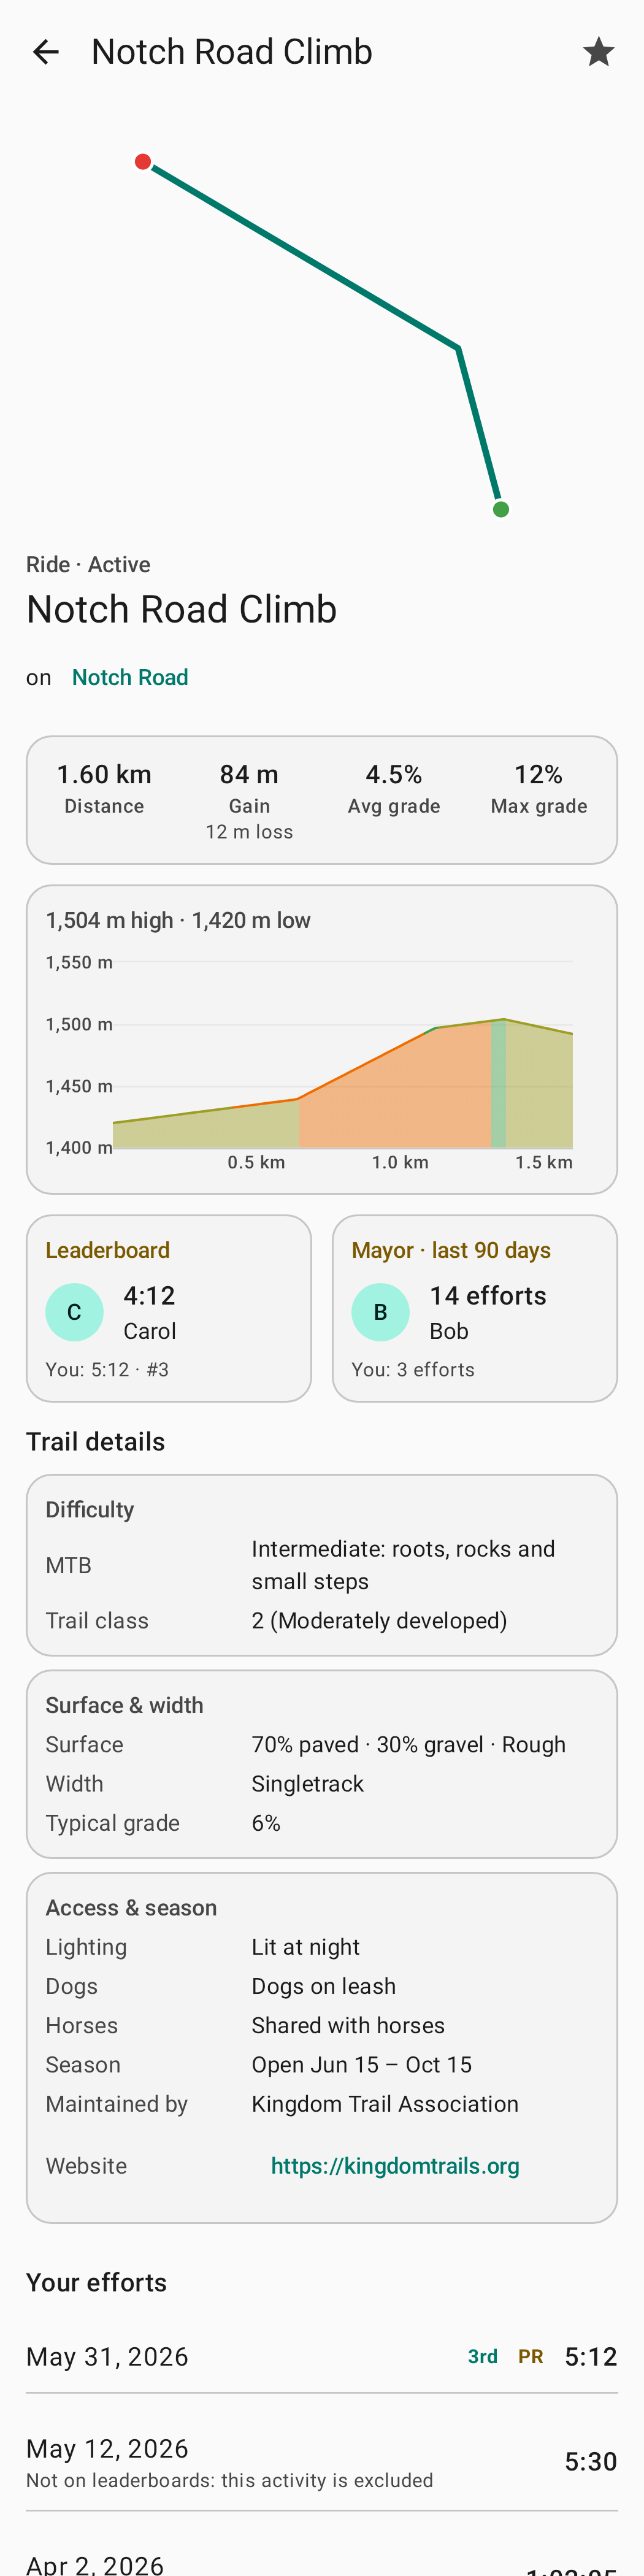 Notch Road Climb
Ride · Active
Notch Road Climb
on Notch Road
1.60 km 84 m 4.5% 12%
Distance Gain Avg grade Max grade
12 m loss
1,504 m high · 1,420 m low
1,550 m
1,500 m
1,450 m
1,400 m
0.5 km 1.0 km 1.5 km
Leaderboard
C
4:12
Carol
You: 5:12 · #3
Mayor · last 90 days
B
14 efforts
Bob
You: 3 efforts
Trail details
Difficulty
MTB Intermediate: roots, rocks and
small steps
Trail class 2 (Moderately developed)
Surface & width
Surface 70% paved · 30% gravel · Rough
Width Singletrack
Typical grade 6%
Access & season
Lighting Lit at night
Dogs Dogs on leash
Horses Shared with horses
Season Open Jun 15 – Oct 15
Maintained by Kingdom Trail Association
Website https://kingdomtrails.org
Your efforts
May 31, 2026 3rd PR 5:12
May 12, 2026 5:30
Not on leaderboards: this activity is excluded
Apr 2, 2026